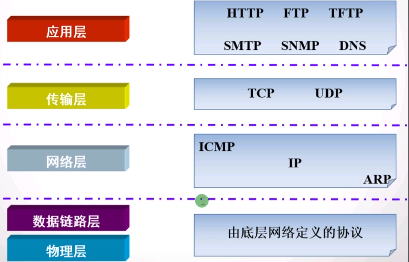 应用层
HTTP FTP TFTP
SMTP SNMP DNS
传输层
TCP UDP
网络层
ICMP
IP
ARP
数据链路层
物理层
由底层网络定义的协议